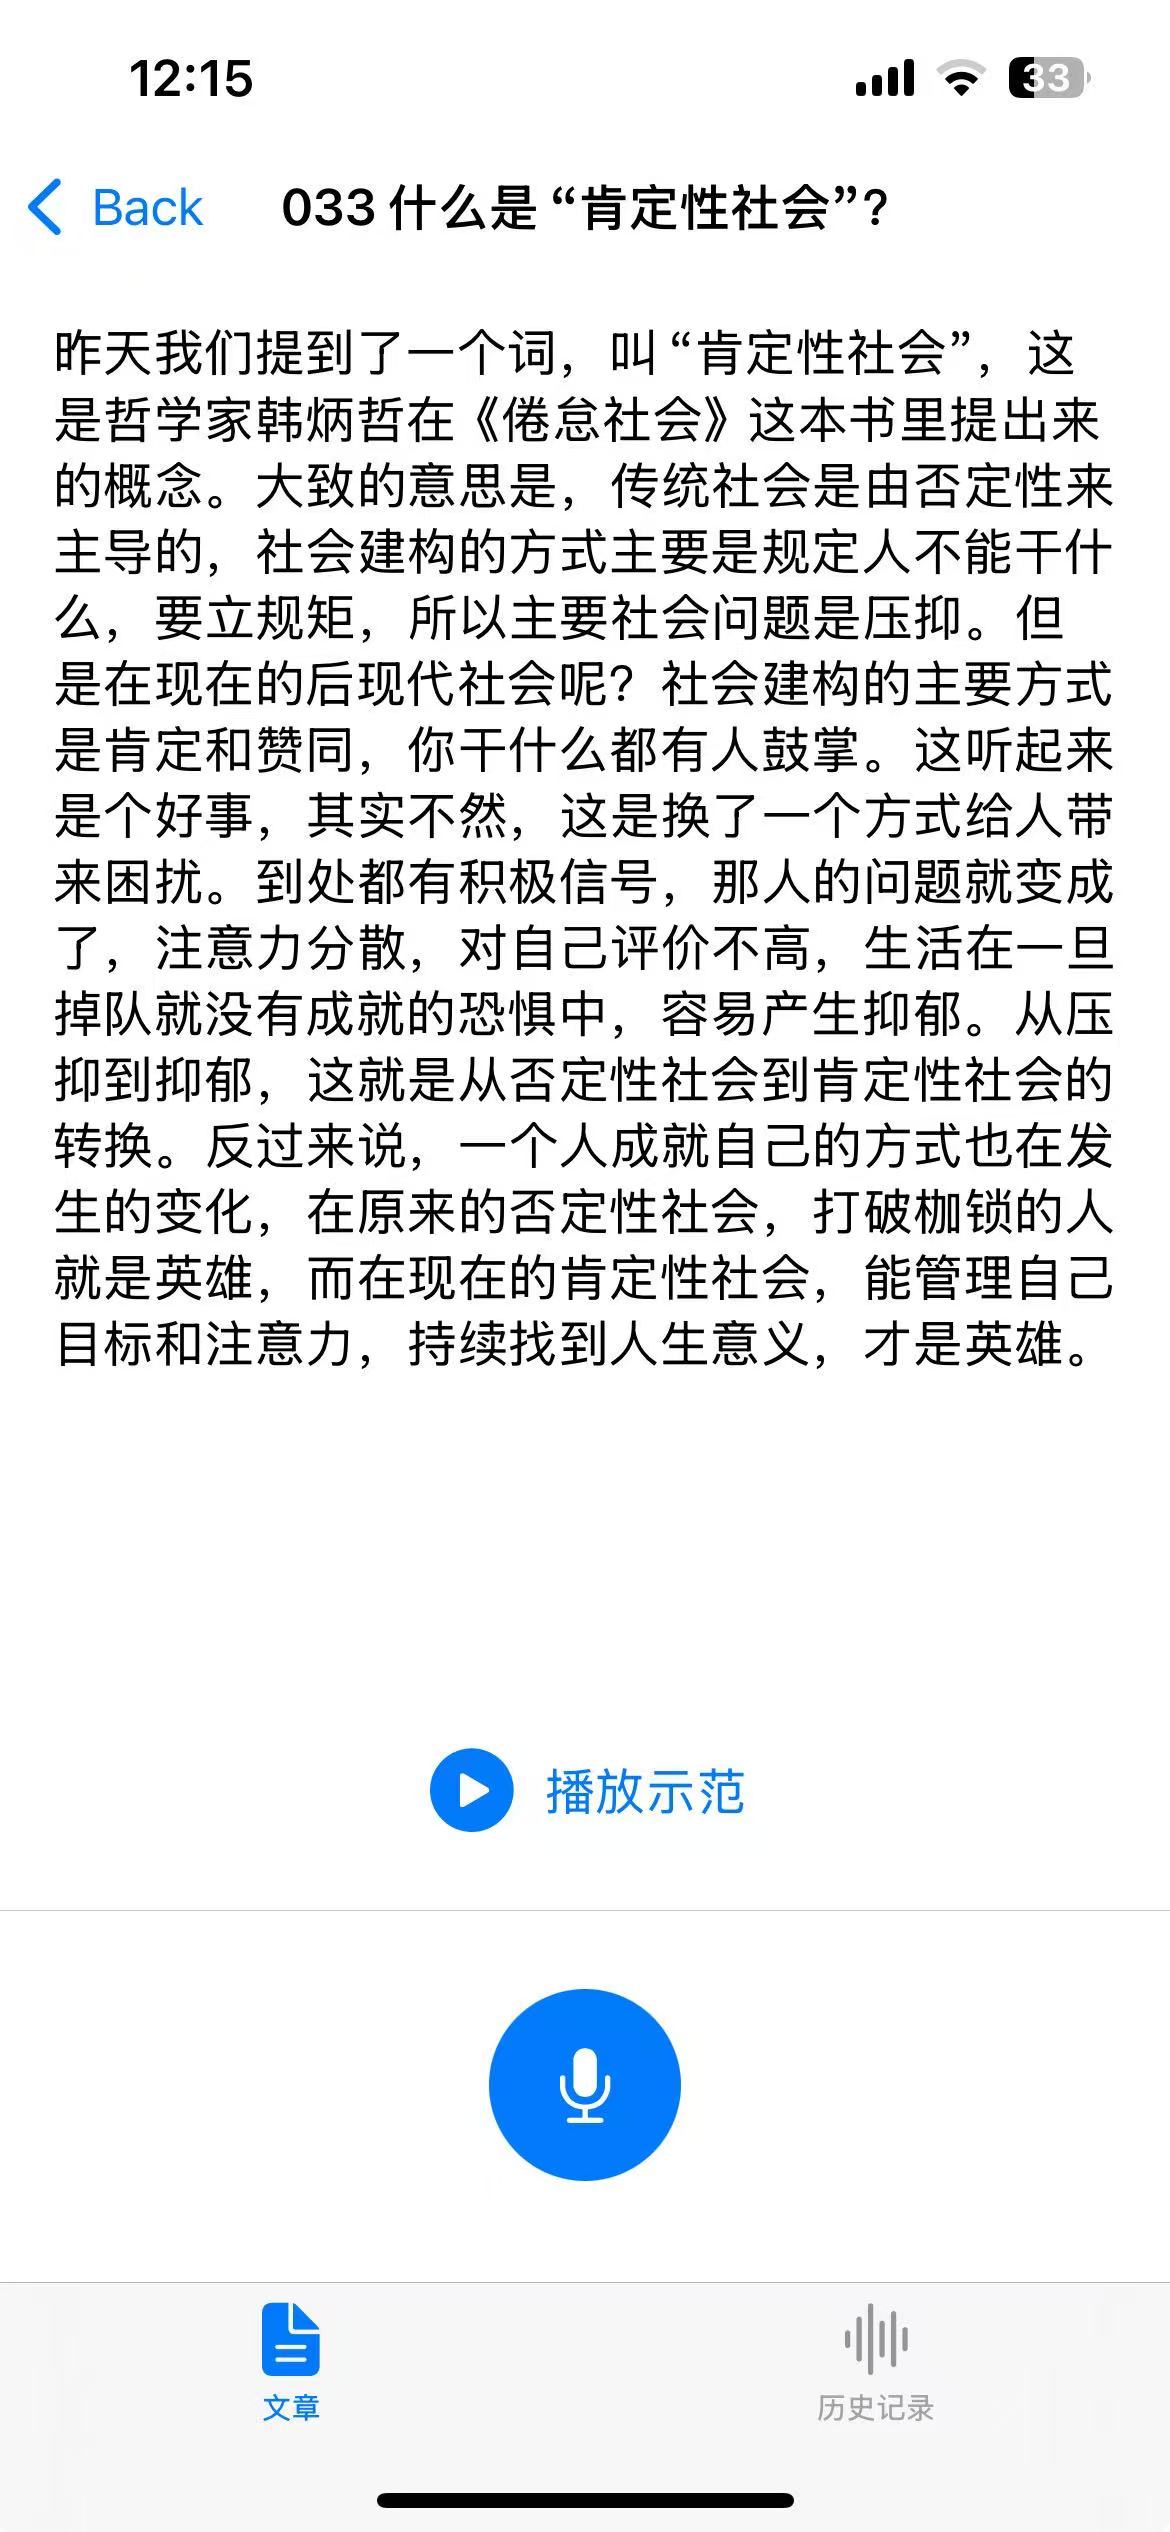 12:15
33
Back
033 什么是“肯定性社会”?
昨天我们提到了一个词，叫“肯定性社会”，这
是哲学家韩炳哲在《倦怠社会》这本书里提出来
的概念。大致的意思是，传统社会是由否定性来
主导的，社会建构的方式主要是规定人不能干什
么，要立规矩，所以主要社会问题是压抑。但
是在现在的后现代社会呢？社会建构的主要方式
是肯定和赞同，你干什么都有人鼓掌。这听起来
是个好事，其实不然，这是换了一个方式给人带
来困扰。到处都有积极信号，那人的问题就变成
了，注意力分散，对自己评价不高，生活在一旦
掉队就没有成就的恐惧中，容易产生抑郁。从压
抑到抑郁，这就是从否定性社会到肯定性社会的
转换。反过来说，一个人成就自己的方式也在发
生的变化，在原来的否定性社会，打破枷锁的人
就是英雄，而在现在的肯定性社会，能管理自己
目标和注意力，持续找到人生意义，才是英雄。
播放示范
文章
历史记录